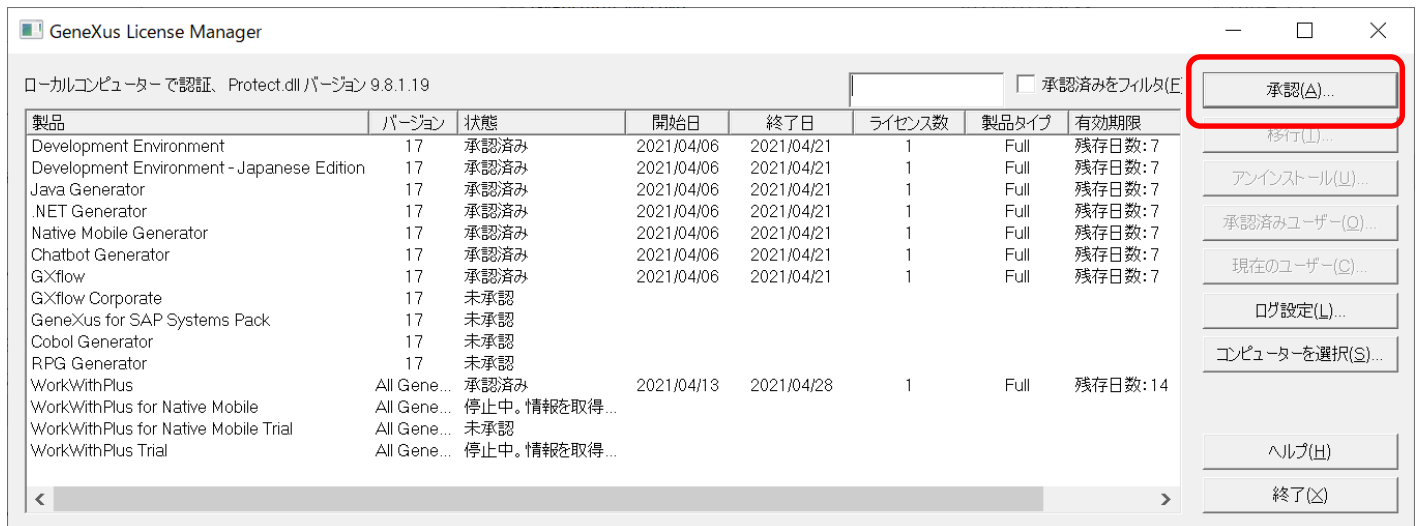 GeneXus License Manager
ローカルコンピューター で認証、 Protect.dll バージョン 9.8.1.19
承認済みをフィルタ(F
承認(A)...
製品 バージョン 状態 開始日 終了日 ライセンス数 製品タイプ 有効期限
移行(T)...
Development Environment 17 承認済み 2021/04/06 2021/04/21 1 Full 残存日数: 7
Development Environment - Japanese Edition 17 承認済み 2021/04/06 2021/04/21 1 Full 残存日数: 7
アンインストール(U)...
Java Generator 17 承認済み 2021/04/06 2021/04/21 1 Full 残存日数: 7
.NET Generator 17 承認済み 2021/04/06 2021/04/21 1 Full 残存日数: 7
承認済みユーザー(O)...
Native Mobile Generator 17 承認済み 2021/04/06 2021/04/21 1 Full 残存日数: 7
Chatbot Generator 17 承認済み 2021/04/06 2021/04/21 1 Full 残存日数: 7
現在のユーザー(C)...
GXflow 17 承認済み 2021/04/06 2021/04/21 1 Full 残存日数: 7
GXflow Corporate 17 未承認
ログ設定(L)...
GeneXus for SAP Systems Pack 17 未承認
Cobol Generator 17 未承認
コンピューターを選択(S)...
RPG Generator 17 未承認
WorkWithPlus All Gene... 承認済み 2021/04/13 2021/04/28 1 Full 残存日数: 14
WorkWithPlus for Native Mobile All Gene... 停止中。情報を取得...
WorkWithPlus for Native Mobile Trial All Gene... 未承認
WorkWithPlus Trial All Gene... 停止中。情報を取得...
ヘルプ(H)
終了(X)